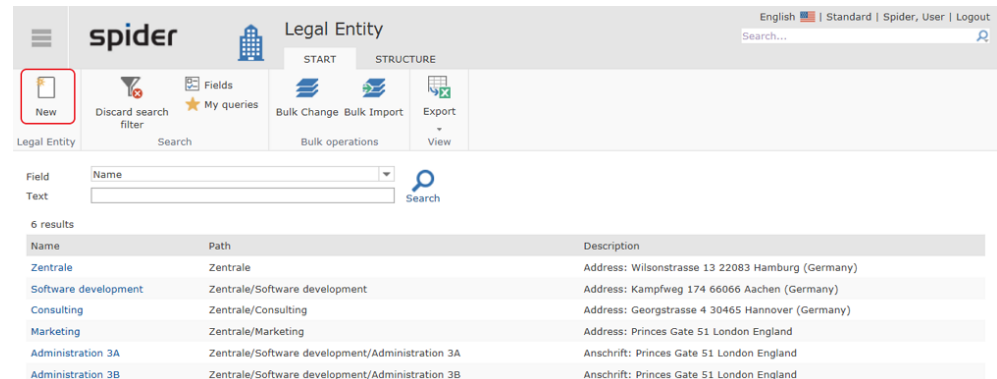 English | Standard | Spider, User | Logout
spider
Legal Entity
Search...
START STRUCTURE
New
Discard search filter
Fields
My queries
Bulk Change Bulk Import
Export
Legal Entity Search Bulk operations View
Field Name
Text
Search
6 results
Name Path Description
Zentrale Zentrale Address: Wilsonstrasse 13 22083 Hamburg (Germany)
Software development Zentrale/Software development Address: Kampfweg 174 66066 Aachen (Germany)
Consulting Zentrale/Consulting Address: Georgstrasse 4 30465 Hannover (Germany)
Marketing Zentrale/Marketing Address: Princes Gate 51 London England
Administration 3A Zentrale/Software development/Administration 3A Anschrift: Princes Gate 51 London England
Administration 3B Zentrale/Software development/Administration 3B Anschrift: Princes Gate 51 London England